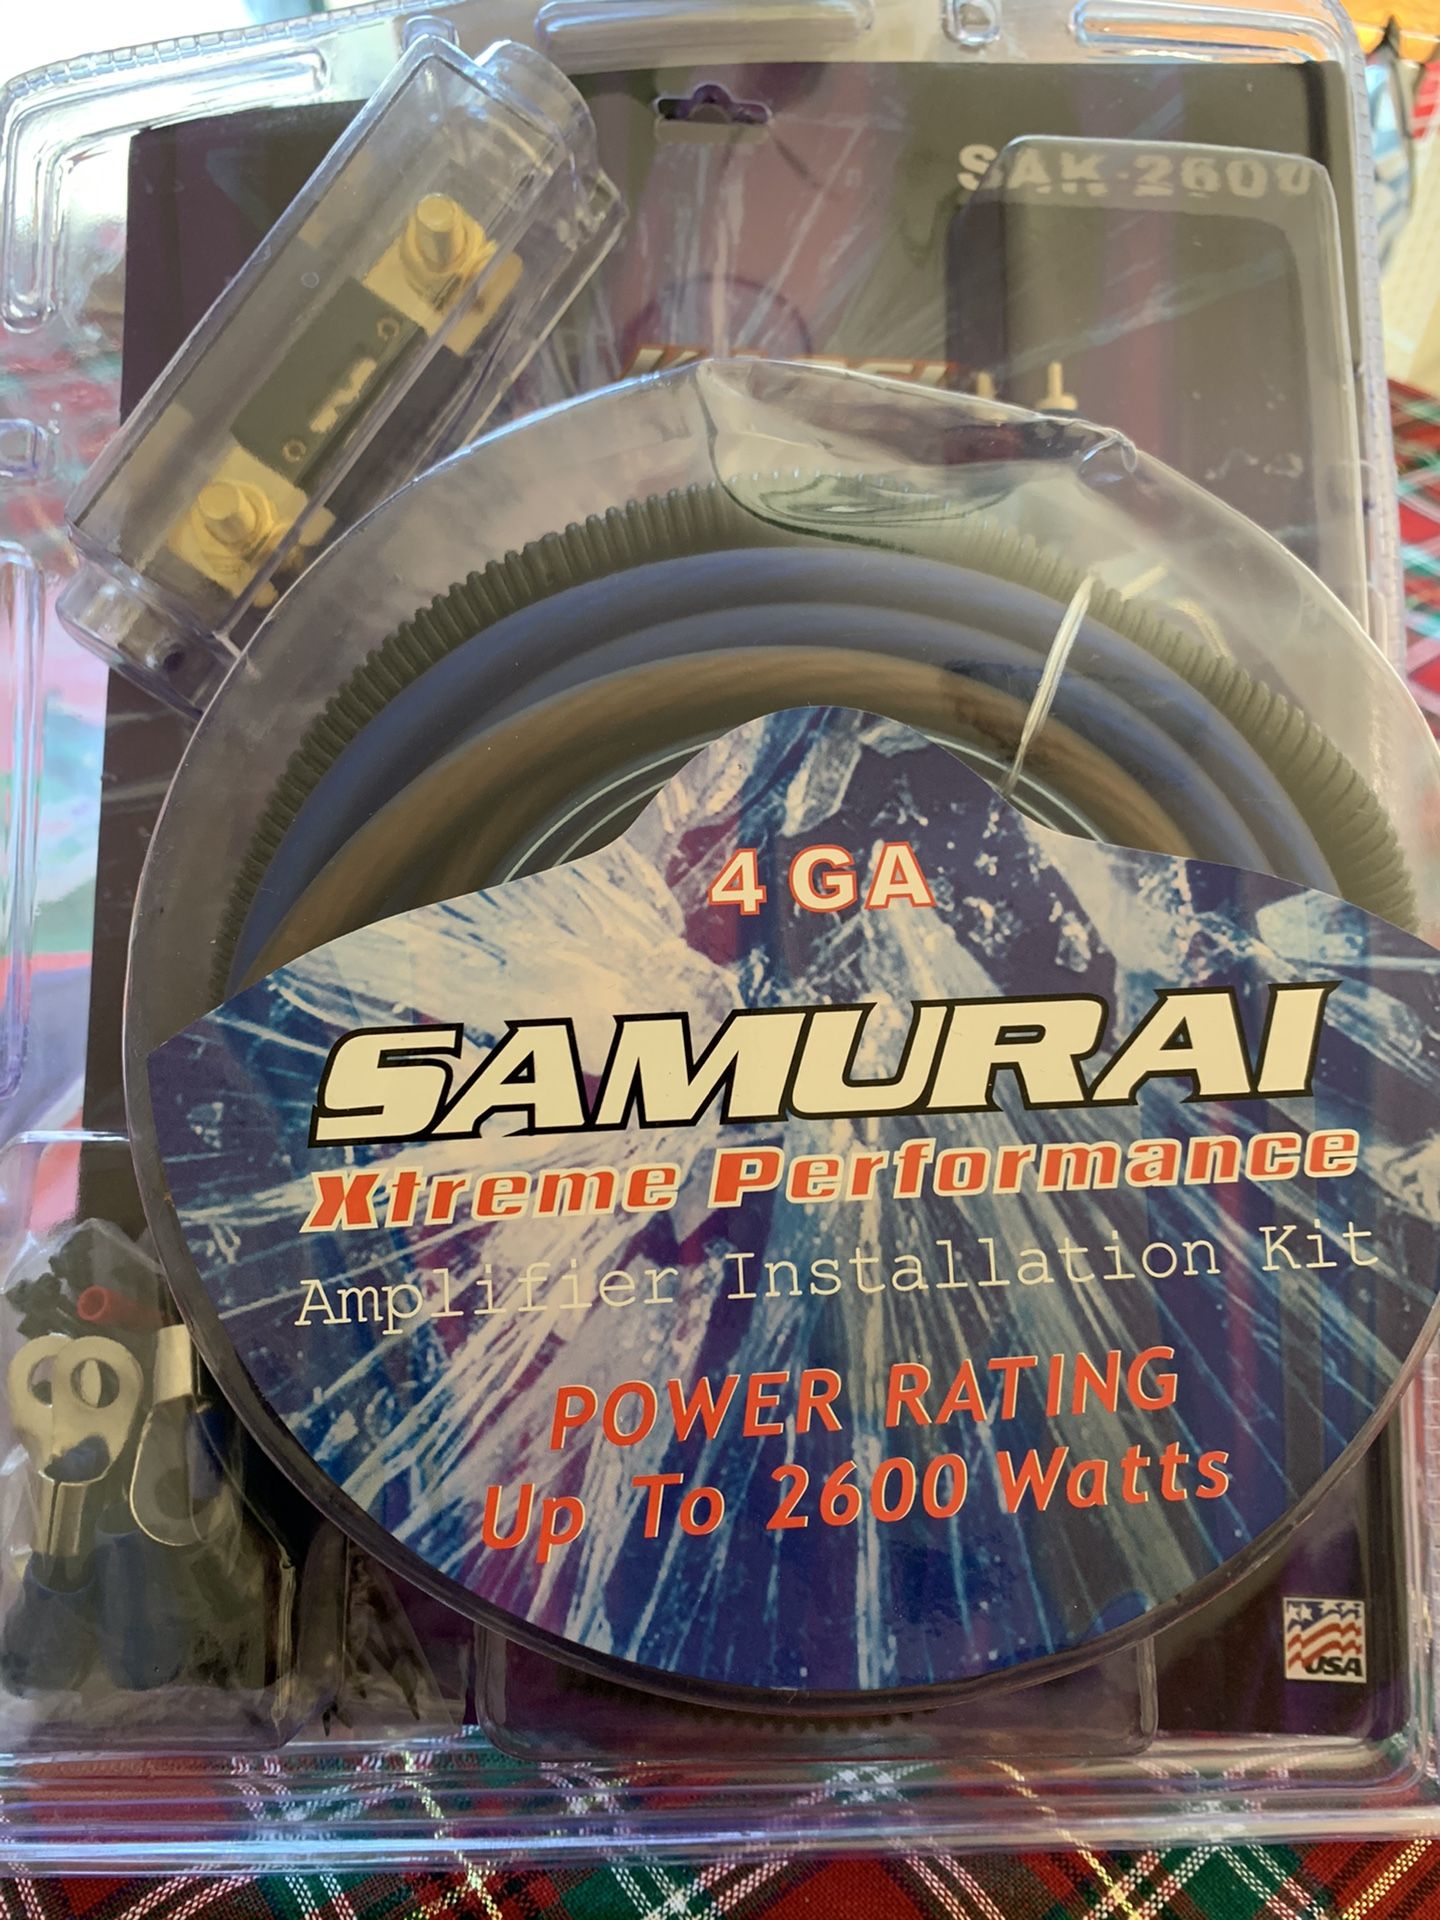 SAK-2600
4 GA
SAMURAI
Xtreme Performance
Amplifier Installation Kit
POWER RATING
Up To 2600 Watts
USA